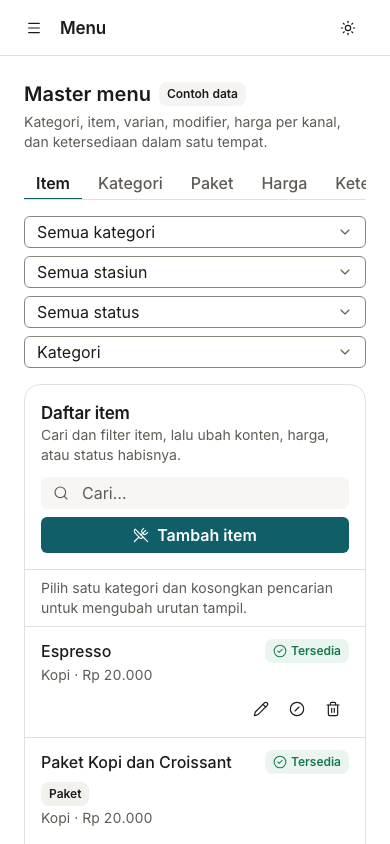 Menu
Master menu Contoh data
Kategori, item, varian, modifier, harga per kanal,
dan ketersediaan dalam satu tempat.
Item Kategori Paket Harga Kete
Semua kategori
Semua stasiun
Semua status
Kategori
Daftar item
Cari dan filter item, lalu ubah konten, harga,
atau status habisnya.
Cari...
Tambah item
Pilih satu kategori dan kosongkan pencarian
untuk mengubah urutan tampil.
Espresso Tersedia
Kopi · Rp 20.000
Paket Kopi dan Croissant Tersedia
Paket
Kopi · Rp 20.000